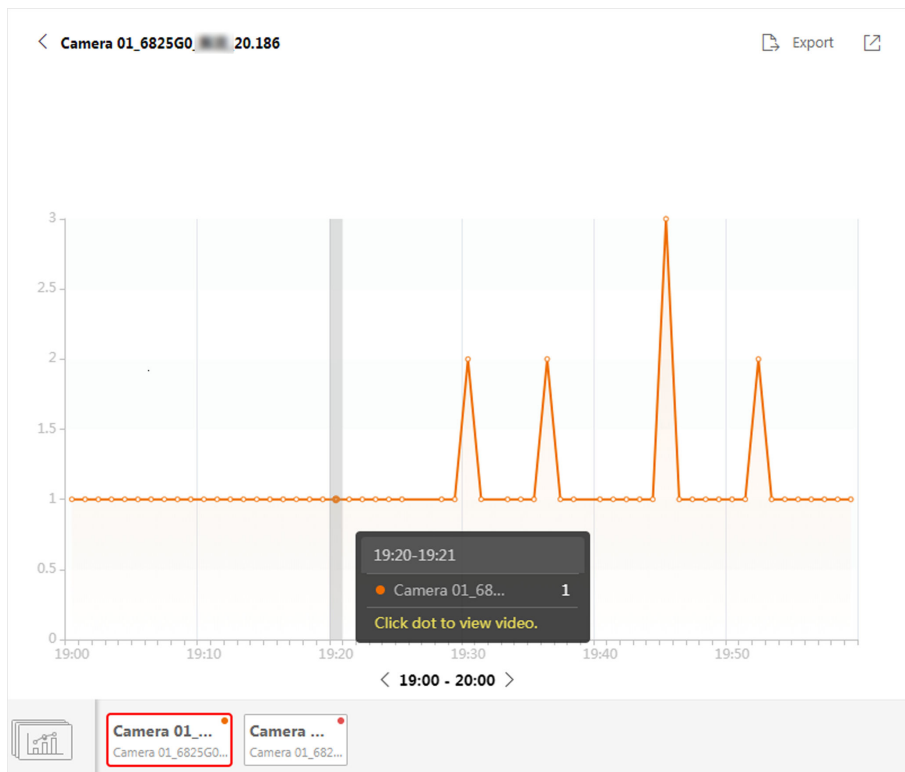 Camera 01_6825G0_ _20.186
Export
3
2.5
2
1.5
1
0.5
0
19:00 19:10 19:20 19:30 19:40 19:50
19:20-19:21
Camera 01_68... 1
Click dot to view video.
19:00 - 20:00
Camera 01_...
Camera 01_6825G0...
Camera ...
Camera 01_682...